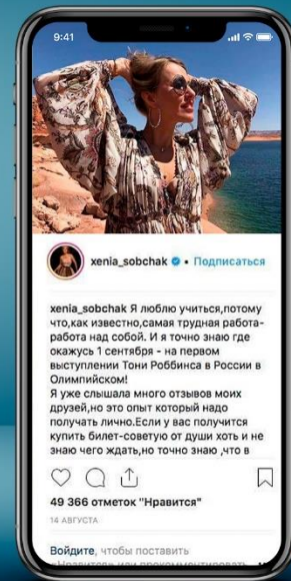 9:41
xenia_sobchak • Подписаться
xenia_sobchak Я люблю учиться,потому
что,как известно,самая трудная работа-
работа над собой. И я точно знаю где
окажусь 1 сентября - на первом
выступлении Тони Роббинса в России в
Олимпийском!
Я уже слышала много отзывов моих
друзей,но это опыт который надо
получать лично.Если у вас получится
купить билет-советую от души хоть и не
знаю чего ждать,но точно знаю ,что в
49 366 отметок "Нравится"
14 АВГУСТА
Войдите, чтобы поставить
«Нравится» или прокомментировать.